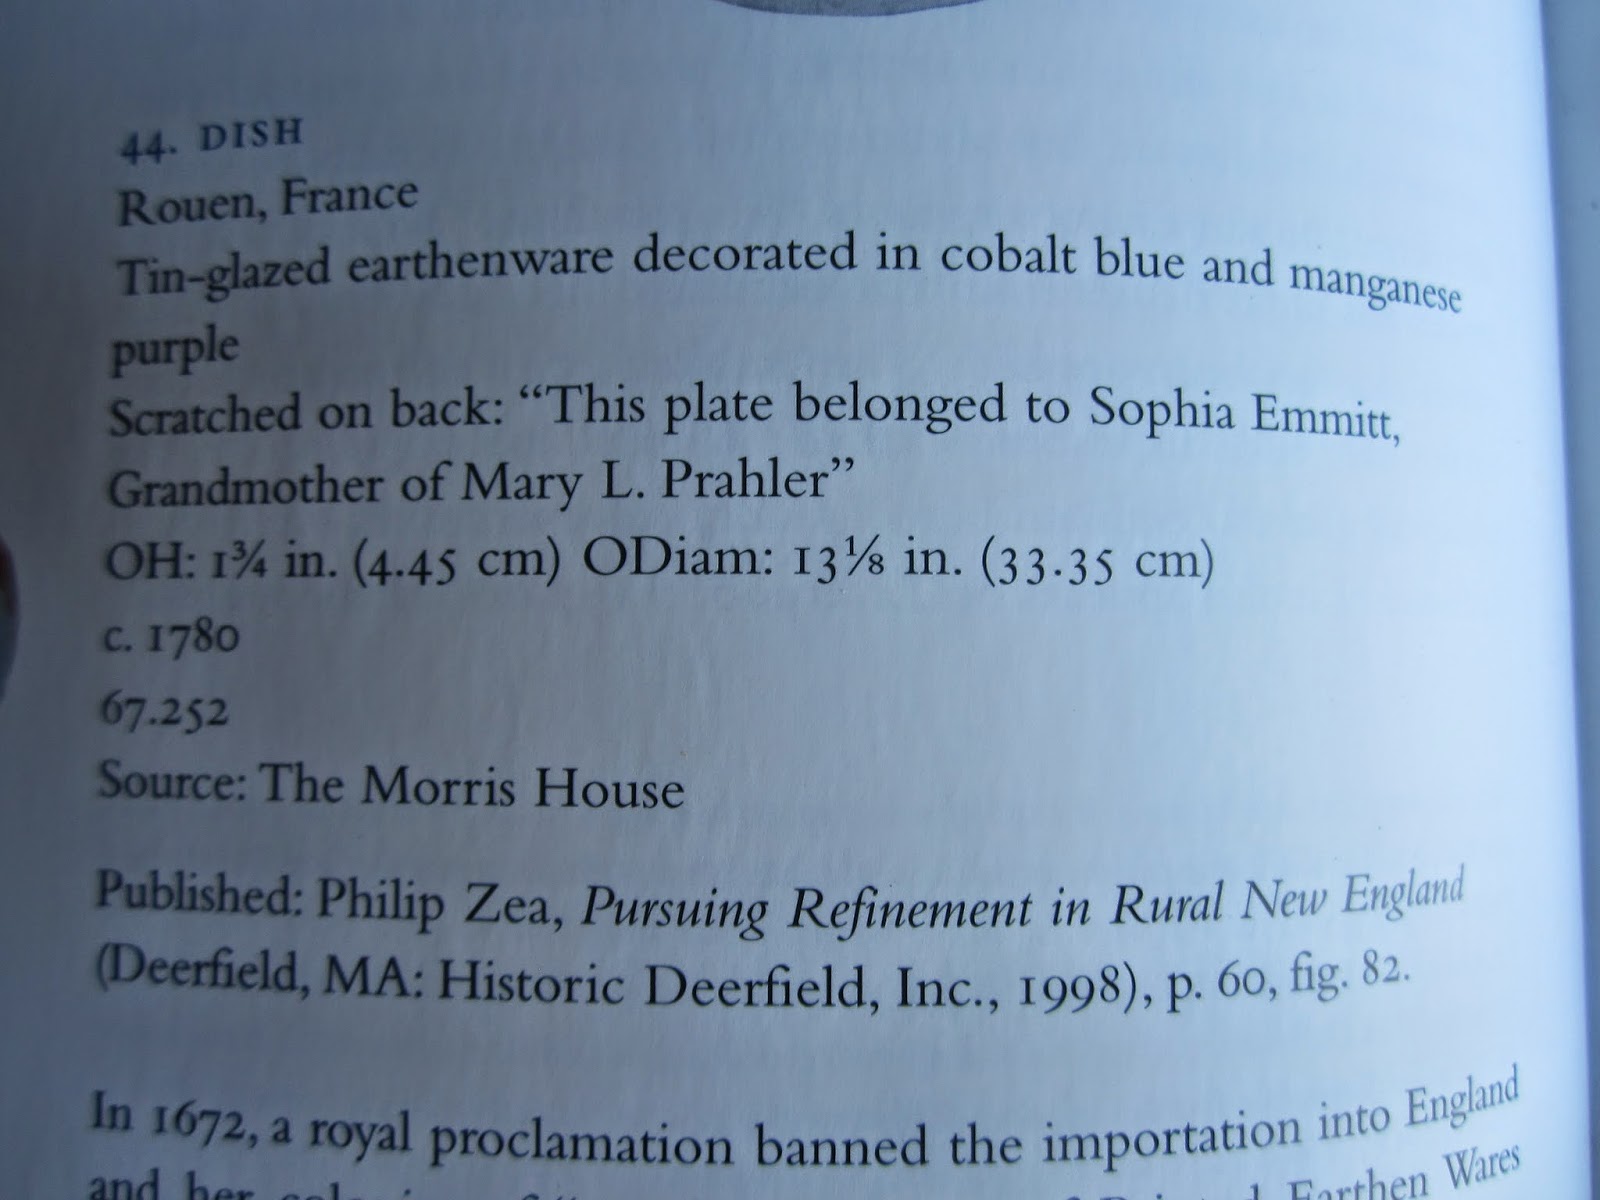 44. DISH
Rouen, France
Tin-glazed earthenware decorated in cobalt blue and manganese
purple
Scratched on back: “This plate belonged to Sophia Emmitt,
Grandmother of Mary L. Prahler”
OH: 1¾ in. (4.45 cm) ODiam: 13⅛ in. (33.35 cm)
c. 1780
67.252
Source: The Morris House
Published: Philip Zea, Pursuing Refinement in Rural New England
(Deerfield, MA: Historic Deerfield, Inc., 1998), p. 60, fig. 82.
In 1672, a royal proclamation banned the importation into England
and her Earthen Wares